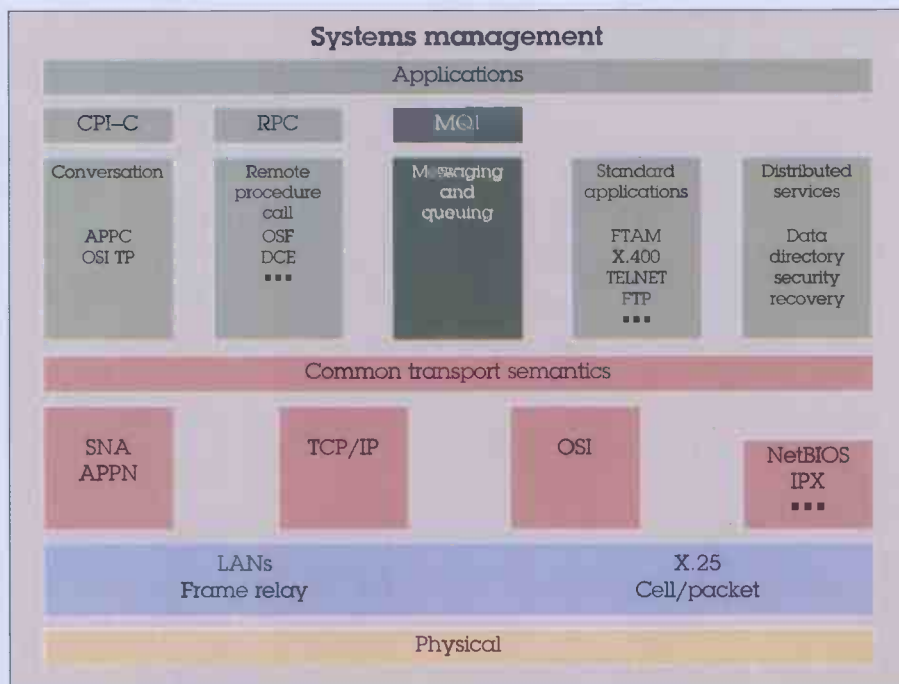 Systems management
Applications
CPI–C
RPC
MQI
Conversation
APPC
OSI TP
Remote
procedure
call
OSF
DCE
▪▪▪
Messaging
and
queuing
Standard
applications
FTAM
X.400
TELNET
FTP
▪▪▪
Distributed
services
Data
directory
security
recovery
Common transport semantics
SNA
APPN
TCP/IP
OSI
NetBIOS
IPX
▪▪▪
LANs
Frame relay
X.25
Cell/packet
Physical